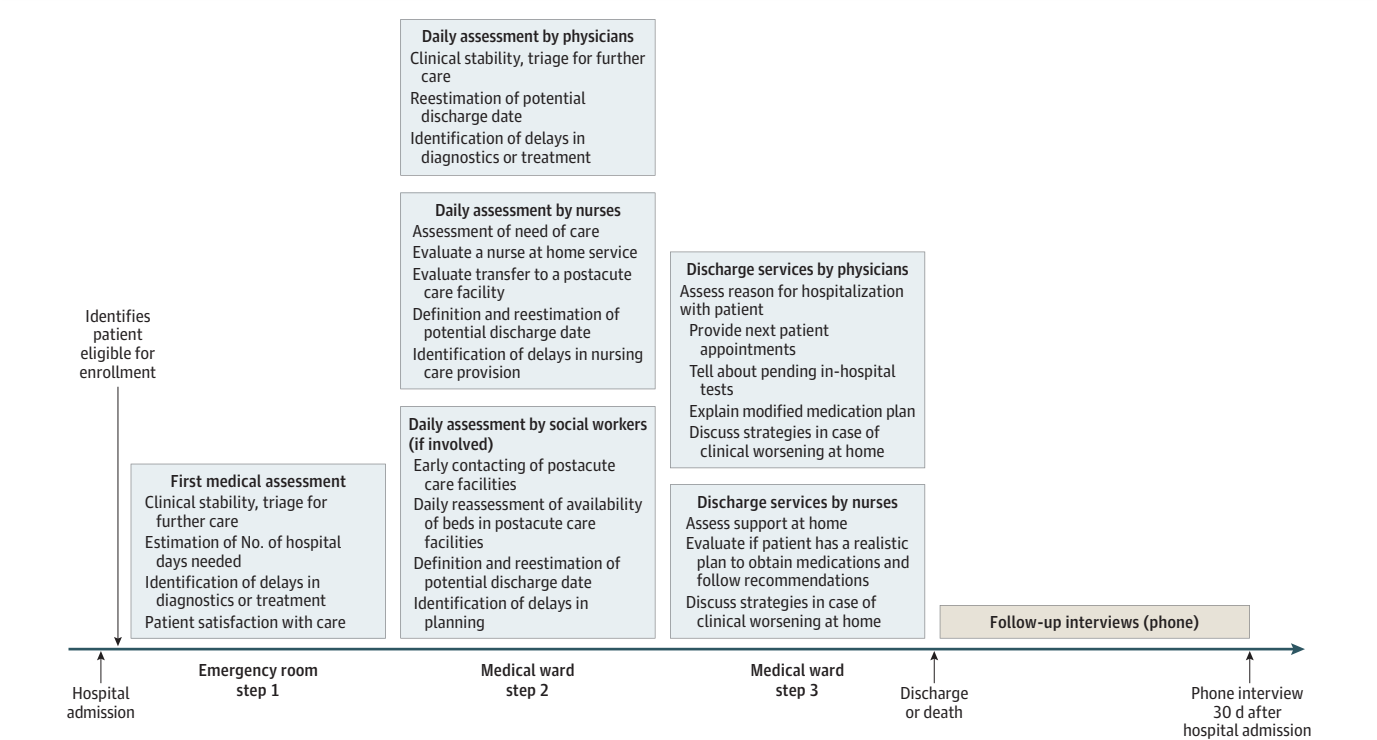 Daily assessment by physicians
Clinical stability, triage for further
care
Reestimation of potential
discharge date
Identification of delays in
diagnostics or treatment
Daily assessment by nurses
Assessment of need of care
Evaluate a nurse at home service
Evaluate transfer to a postacute
care facility
Definition and reestimation of
potential discharge date
Identification of delays in nursing
care provision
Daily assessment by social workers
(if involved)
Early contacting of postacute
care facilities
Daily reassessment of availability
of beds in postacute care
facilities
Definition and reestimation of
potential discharge date
Identification of delays in
planning
Discharge services by physicians
Assess reason for hospitalization
with patient
Provide next patient
appointments
Tell about pending in-hospital
tests
Explain modified medication plan
Discuss strategies in case of
clinical worsening at home
Discharge services by nurses
Assess support at home
Evaluate if patient has a realistic
plan to obtain medications and
follow recommendations
Discuss strategies in case of
clinical worsening at home
Identifies
patient
eligible for
enrollment
First medical assessment
Clinical stability, triage for
further care
Estimation of No. of hospital
days needed
Identification of delays in
diagnostics or treatment
Patient satisfaction with care
Follow-up interviews (phone)
Hospital
admission
Emergency room
step 1
Medical ward
step 2
Medical ward
step 3
Discharge
or death
Phone interview
30 d after
hospital admission